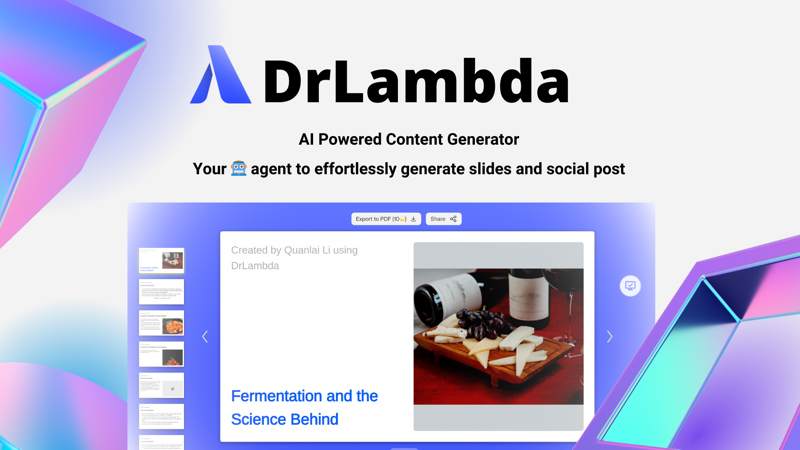 DrLambda
AI Powered Content Generator
Your 🤖 agent to effortlessly generate slides and social post
Export to PDF (10🪙)
Share
Created by Quanlai Li using
DrLambda
Fermentation and the
Science Behind